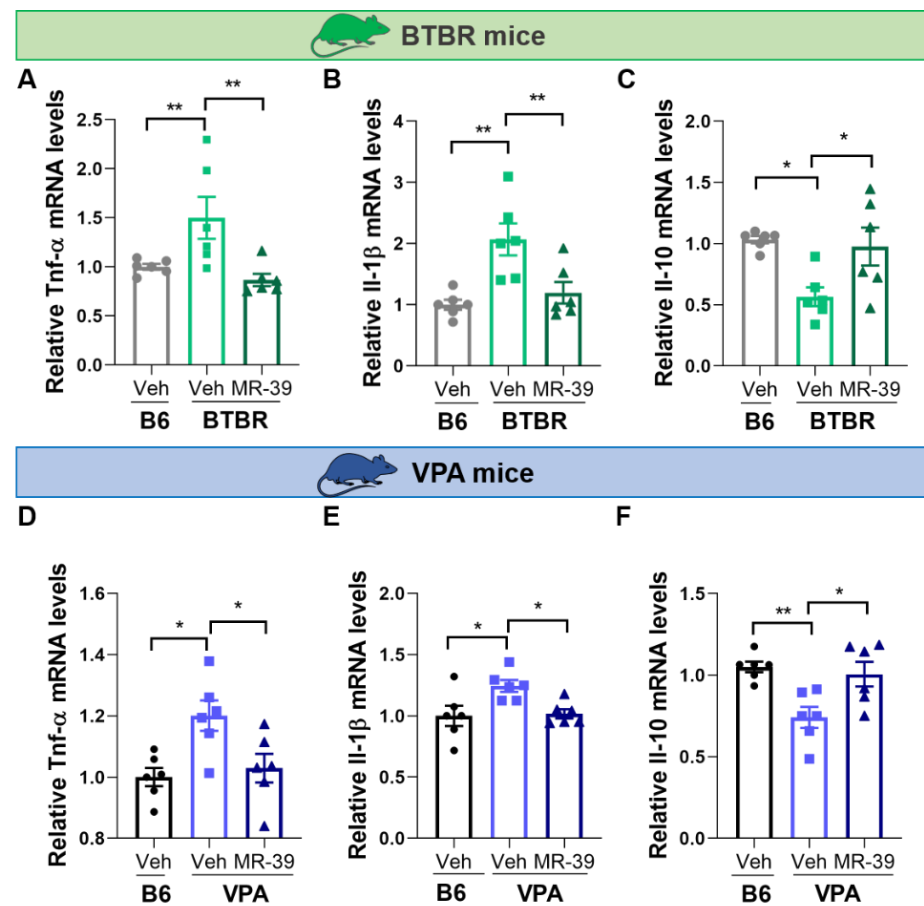 BTBR mice
A
B
C
Relative Tnf-α mRNA levels
2.5
2.0
1.5
1.0
0.5
0.0
**
**
Veh
Veh
MR-39
B6
BTBR
Relative Il-1β mRNA levels
4
3
2
1
0
**
**
Veh
Veh
MR-39
B6
BTBR
Relative Il-10 mRNA levels
2.0
1.5
1.0
0.5
0.0
*
*
Veh
Veh
MR-39
B6
BTBR
VPA mice
D
E
F
Relative Tnf-α mRNA levels
1.6
1.4
1.2
1.0
0.8
*
*
Veh
Veh
MR-39
B6
VPA
Relative Il-1β mRNA levels
2.0
1.5
1.0
0.5
0.0
*
*
Veh
Veh
MR-39
B6
VPA
Relative Il-10 mRNA levels
1.5
1.0
0.5
0.0
**
*
Veh
Veh
MR-39
B6
VPA